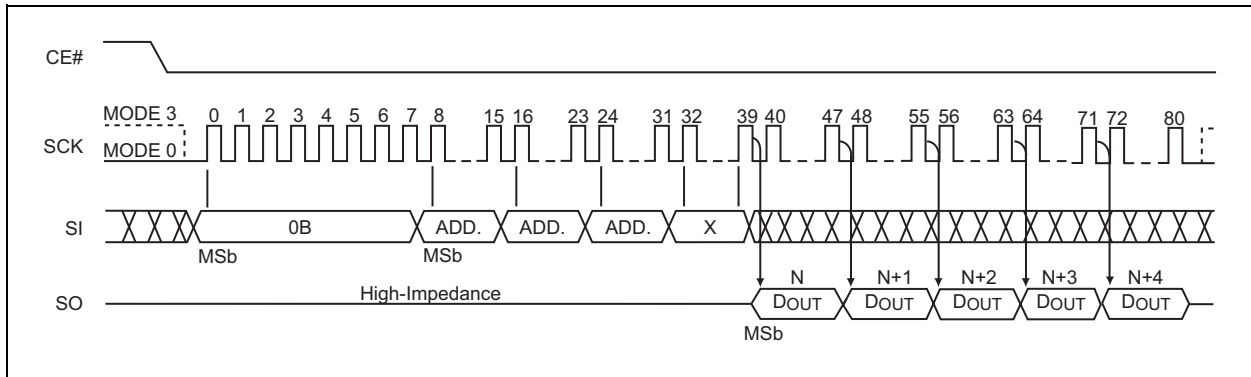 CE#
MODE 3
SCK
MODE 0
0 1 2 3 4 5 6 7 8 15 16 23 24 31 32 39 40 47 48 55 56 63 64 71 72 80
SI
0B ADD. ADD. ADD. X
MSb MSb
N N+1 N+2 N+3 N+4
SO
High-Impedance
DOUT DOUT DOUT DOUT DOUT
MSb